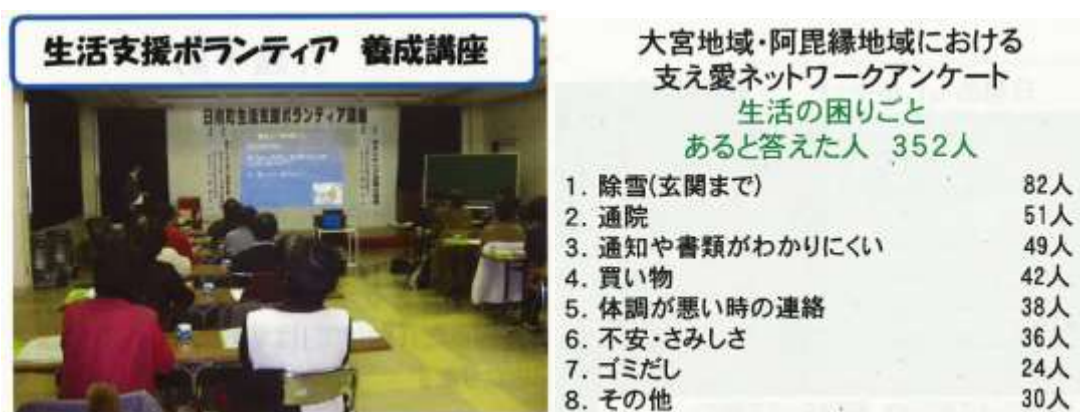 生活支援ボランティア 養成講座
日南町生活支援ボランティア講座
大宮地域・阿毘縁地域における
支え愛ネットワークアンケート
生活の困りごと
あると答えた人 352人
1. 除雪(玄関まで) 82人
2. 通院 51人
3. 通知や書類がわかりにくい 49人
4. 買い物 42人
5. 体調が悪い時の連絡 38人
6. 不安・さみしさ 36人
7. ゴミだし 24人
8. その他 30人